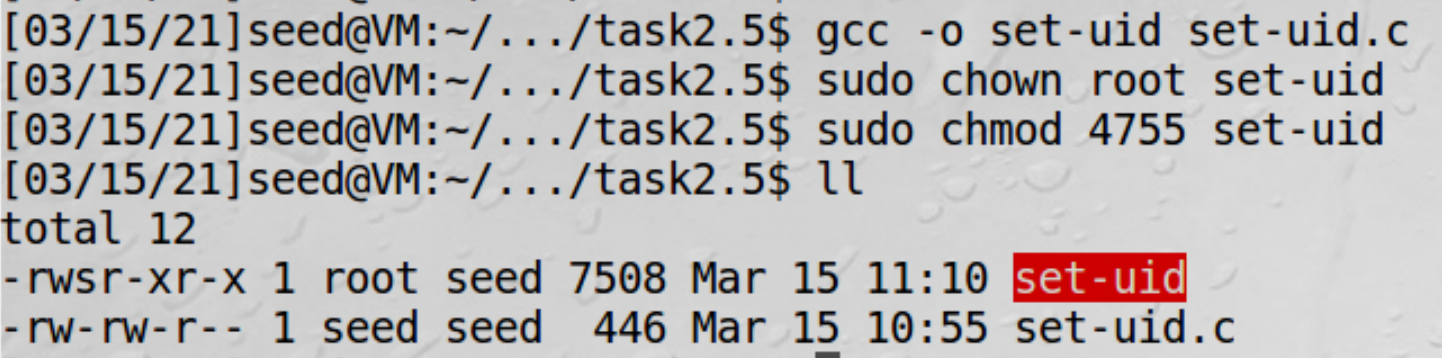 [03/15/21]seed@VM:~/.../task2.5$ gcc -o set-uid set-uid.c
[03/15/21]seed@VM:~/.../task2.5$ sudo chown root set-uid
[03/15/21]seed@VM:~/.../task2.5$ sudo chmod 4755 set-uid
[03/15/21]seed@VM:~/.../task2.5$ ll
total 12
-rwsr-xr-x 1 root seed 7508 Mar 15 11:10 set-uid
-rw-rw-r-- 1 seed seed  446 Mar 15 10:55 set-uid.c